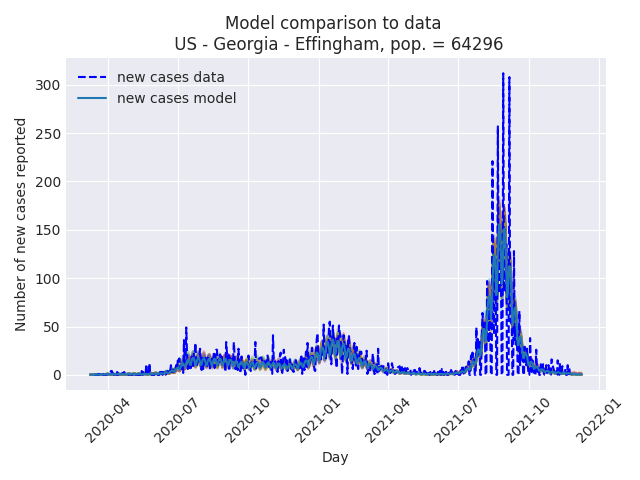 Model comparison to data
US - Georgia - Effingham, pop. = 64296
new cases data
new cases model
Number of new cases reported
300
250
200
150
100
50
0
2020-04
2020-07
2020-10
2021-01
2021-04
2021-07
2021-10
2022-01
Day